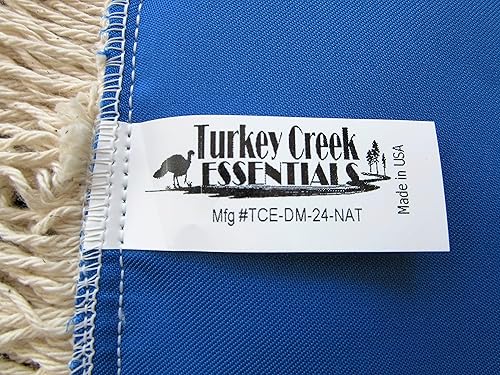 Turkey Creek
ESSENTIALS
Mfg #TCE-DM-24-NAT
Made in USA